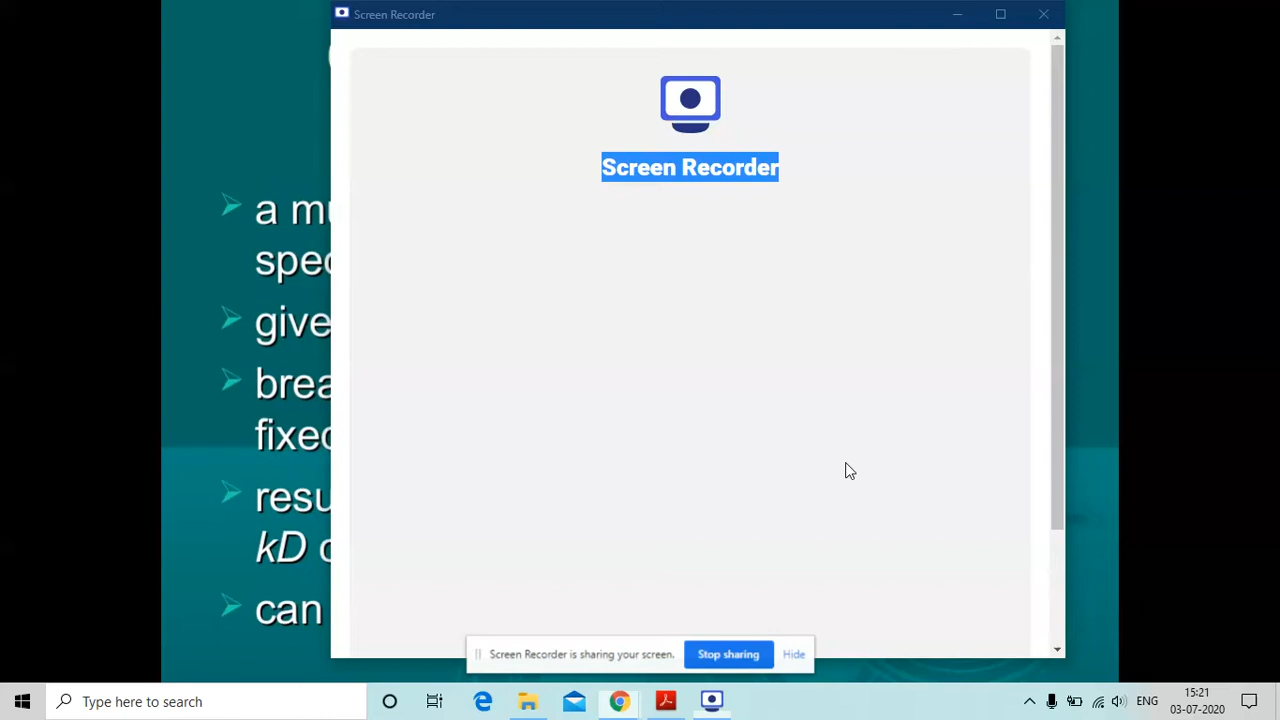 Screen Recorder
Screen Recorder
a mu
spec
give
brea
fixed
resu
kD c
can
Screen Recorder is sharing your screen.
Stop sharing
Hide
Type here to search
ENG
15:21
03-07-2020